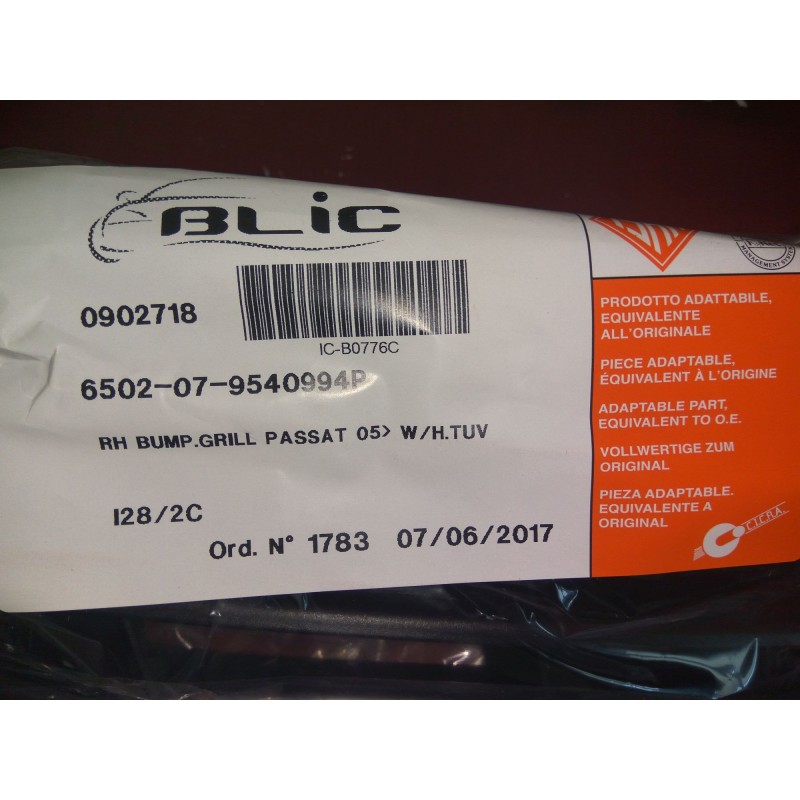 BLiC
0902718
IC-B0776C
6502-07-9540994P
RH BUMP.GRILL PASSAT 05> W/H.TUV
I28/2C
Ord. N° 1783 07/06/2017
MANAGEMENT SYSTEM
PRODOTTO ADATTABILE,
EQUIVALENTE
ALL'ORIGINALE
PIECE ADAPTABLE,
ÉQUIVALENT À L'ORIGINE
ADAPTABLE PART,
EQUIVALENT TO O.E.
VOLLWERTIGE ZUM
ORIGINAL
PIEZA ADAPTABLE.
EQUIVALENTE A
ORIGINAL
C.I.C.R.A.